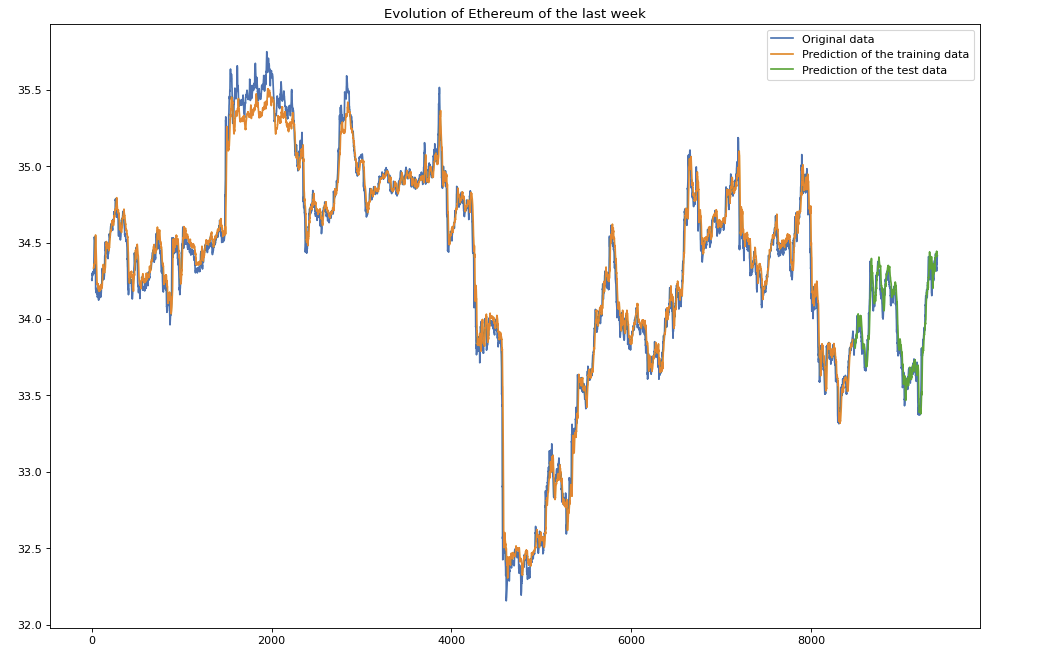 Evolution of Ethereum of the last week
Original data
Prediction of the training data
Prediction of the test data
35.5
35.0
34.5
34.0
33.5
33.0
32.5
32.0
0 2000 4000 6000 8000